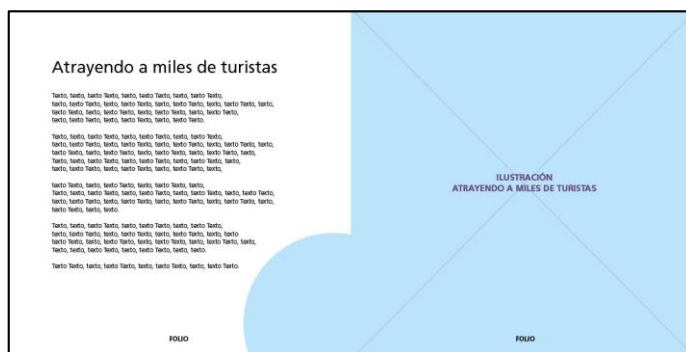 Atrayendo a miles de turistas
Texto, texto, texto Texto, texto, texto, texto Texto, texto, texto Texto,
texto, texto Texto, texto, texto Texto, texto, texto Texto, texto, texto Texto, texto,
texto Texto, texto, texto Texto, texto, texto Texto, texto, texto Texto,
texto, texto Texto, texto, texto Texto, texto, texto Texto.
Texto, texto, texto Texto, texto, texto, texto Texto, texto, texto Texto,
texto, texto Texto, texto, texto Texto, texto, texto Texto, texto, texto Texto, texto,
texto Texto, texto, texto Texto, texto, texto, texto Texto, texto, texto,
Texto, texto, texto Texto, texto, texto Texto, texto, texto Texto, texto,
texto, texto Texto, texto, texto Texto, texto, texto Texto, texto,
texto Texto, texto, texto Texto, texto, texto Texto, texto,
Texto, texto, texto Texto, texto, texto Texto, texto, texto Texto, texto, texto Texto,
texto, texto Texto, texto, texto Texto, texto, texto Texto, texto, texto Texto, texto,
texto Texto, texto, texto.
Texto, texto, texto Texto, texto, texto Texto, texto, texto Texto,
texto, texto Texto, texto, texto Texto, texto, texto Texto, texto
texto Texto, texto, texto Texto, texto, texto Texto, texto, texto Texto, texto,
Texto, texto, texto Texto, texto, texto Texto, texto, texto.
Texto Texto, texto, texto Texto, texto, texto Texto, texto, texto Texto.
ILUSTRACIÓN
ATRAYENDO A MILES DE TURISTAS
FOLIO
FOLIO